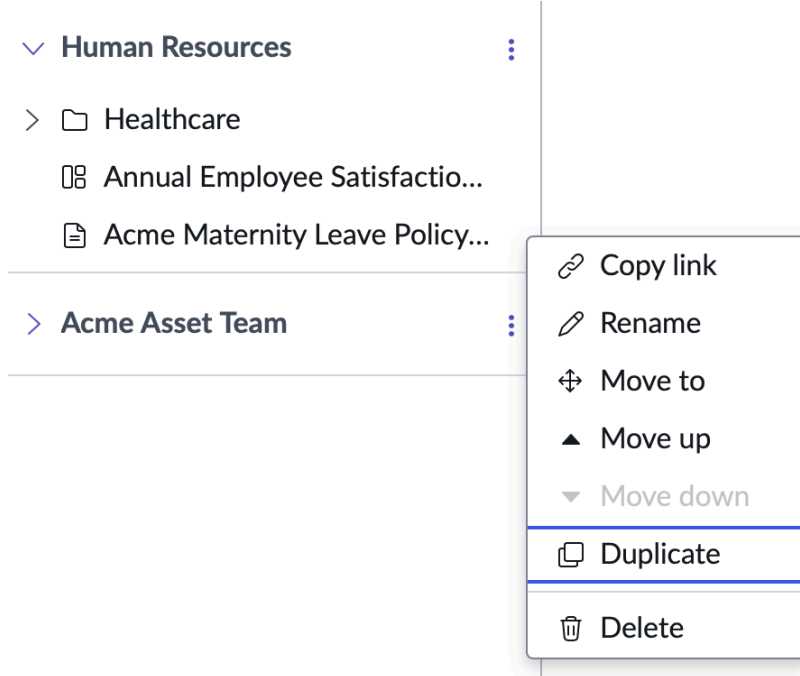 Human Resources
Healthcare
Annual Employee Satisfactio...
Acme Maternity Leave Policy...
Acme Asset Team
Copy link
Rename
Move to
Move up
Move down
Duplicate
Delete